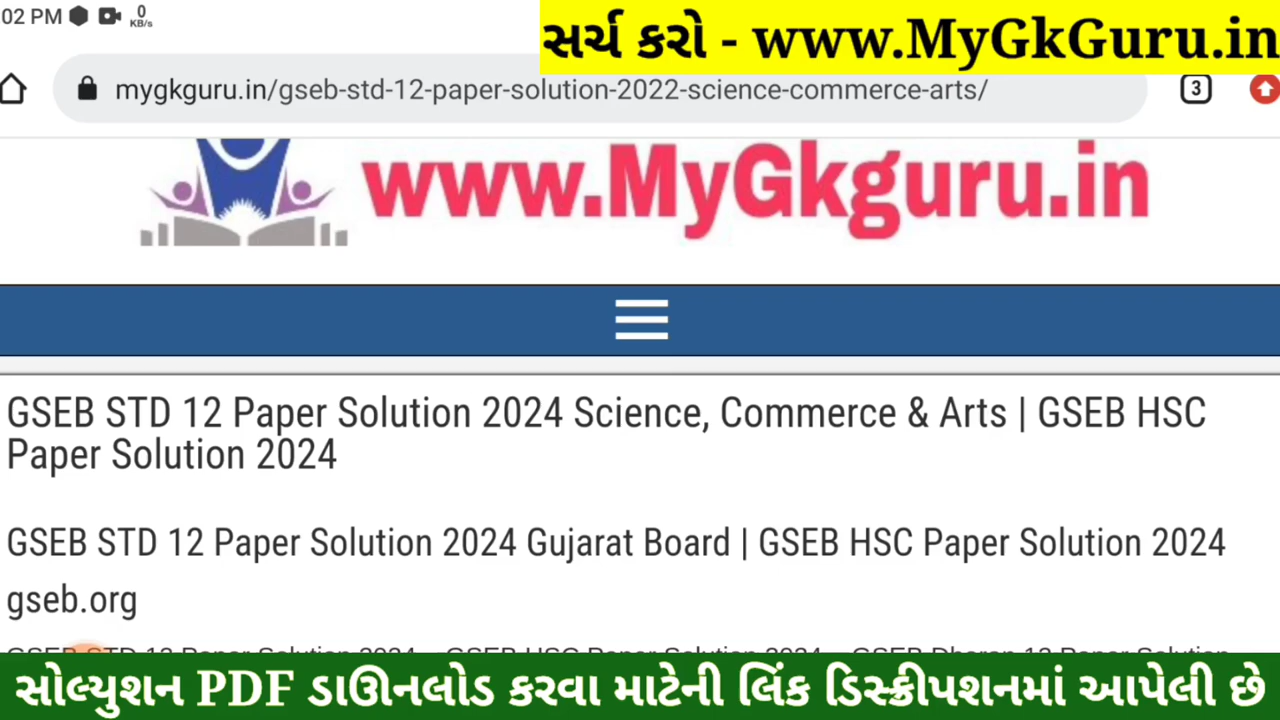 02 PM 0 KB/s
સર્ચ કરો - www.MyGkGuru.in
mygkguru.in/gseb-std-12-paper-solution-2022-science-commerce-arts/
3
www.MyGkguru.in
GSEB STD 12 Paper Solution 2024 Science, Commerce & Arts | GSEB HSC
Paper Solution 2024
GSEB STD 12 Paper Solution 2024 Gujarat Board | GSEB HSC Paper Solution 2024
gseb.org
સોલ્યુશન PDF ડાઊનલોડ કરવા માટેની લિંક ડિસ્ક્રીપશનમાં આપેલી છે